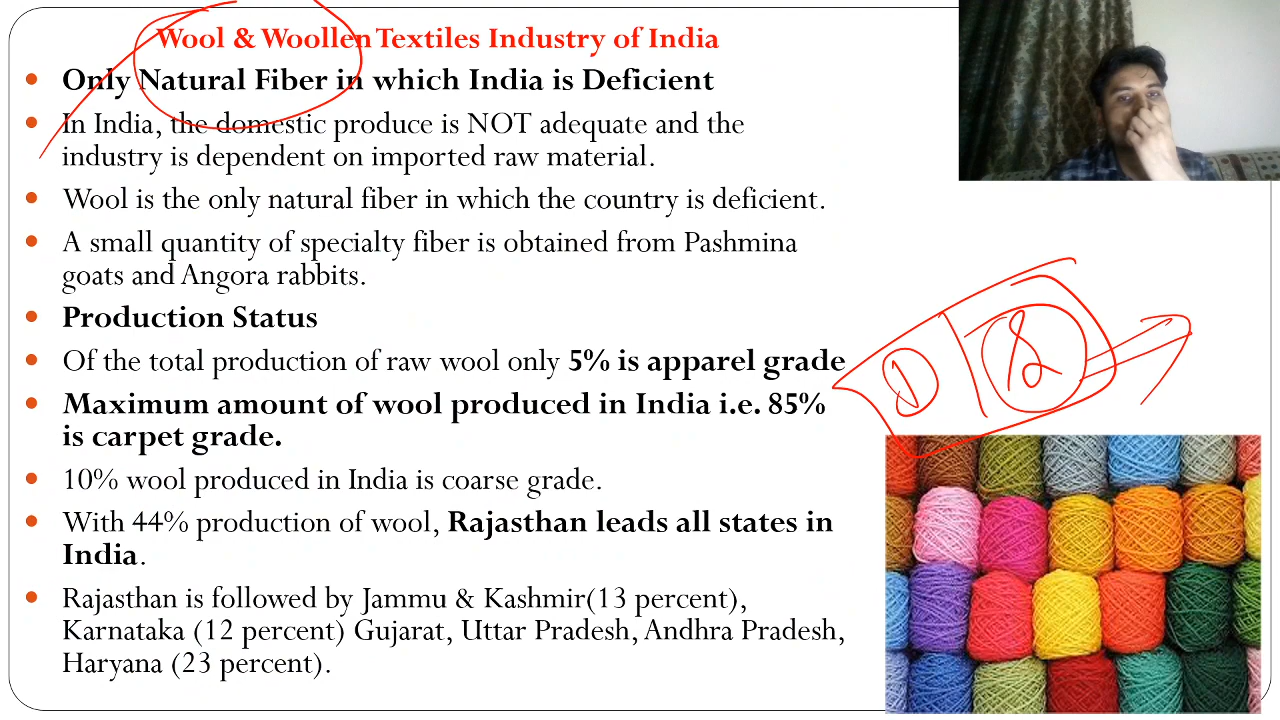 Wool & Woollen Textiles Industry of India
• Only Natural Fiber in which India is Deficient
• In India, the domestic produce is NOT adequate and the
industry is dependent on imported raw material.
• Wool is the only natural fiber in which the country is deficient.
• A small quantity of specialty fiber is obtained from Pashmina
goats and Angora rabbits.
• Production Status
• Of the total production of raw wool only 5% is apparel grade
• Maximum amount of wool produced in India i.e. 85%
is carpet grade.
• 10% wool produced in India is coarse grade.
• With 44% production of wool, Rajasthan leads all states in
India.
• Rajasthan is followed by Jammu & Kashmir(13 percent),
Karnataka (12 percent) Gujarat, Uttar Pradesh, Andhra Pradesh,
Haryana (23 percent).